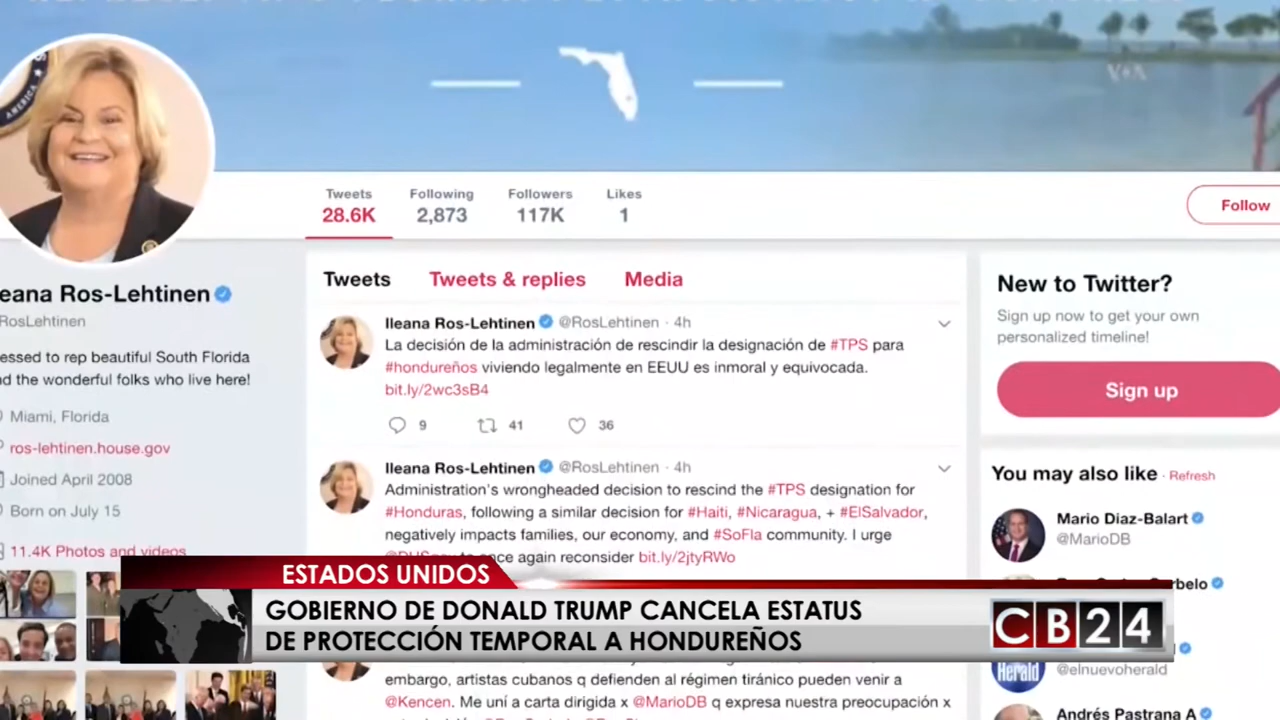 AMERICA
VOA
Tweets
28.6K
Following
2,873
Followers
117K
Likes
1
Follow
eana Ros-Lehtinen
RosLehtinen
essed to rep beautiful South Florida
d the wonderful folks who live here!
Miami, Florida
ros-lehtinen.house.gov
Joined April 2008
Born on July 15
11.4K Photos and videos
Tweets Tweets & replies Media
Ileana Ros-Lehtinen @RosLehtinen · 4h
La decisión de la administración de rescindir la designación de #TPS para
#hondureños viviendo legalmente en EEUU es inmoral y equivocada.
bit.ly/2wc3sB4
9 41 36
Ileana Ros-Lehtinen @RosLehtinen · 4h
Administration's wrongheaded decision to rescind the #TPS designation for
#Honduras, following a similar decision for #Haiti, #Nicaragua, + #ElSalvador,
negatively impacts families, our economy, and #SoFla community. I urge
once again reconsider bit.ly/2jtyRWo
embargo, artistas cubanos q defienden al régimen tiránico pueden venir a
@Kencen. Me uní a carta dirigida x @MarioDB q expresa nuestra preocupación x
New to Twitter?
Sign up now to get your own
personalized timeline!
Sign up
You may also like · Refresh
Mario Diaz-Balart
@MarioDB
rbelo
Herald
@elnuevoherald
Andrés Pastrana A
ESTADOS UNIDOS
GOBIERNO DE DONALD TRUMP CANCELA ESTATUS
DE PROTECCIÓN TEMPORAL A HONDUREÑOS
CB24